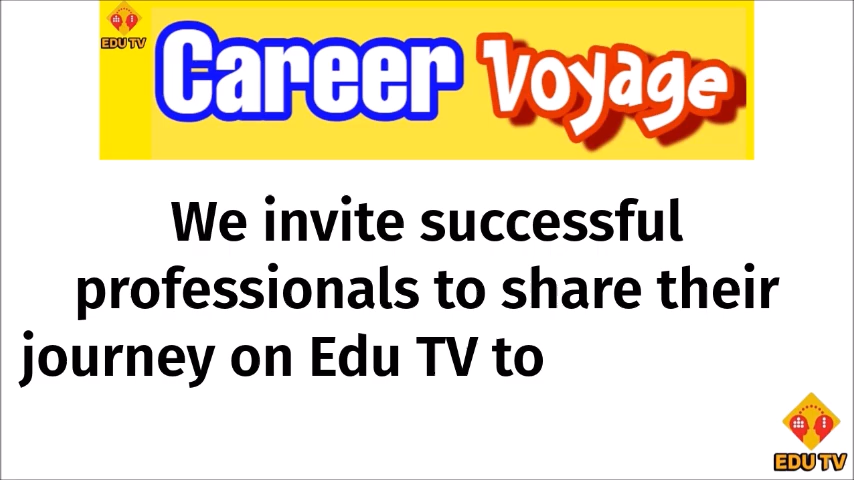 EDU TV
Career Voyage
We invite successful
professionals to share their
journey on Edu TV to
EDU TV